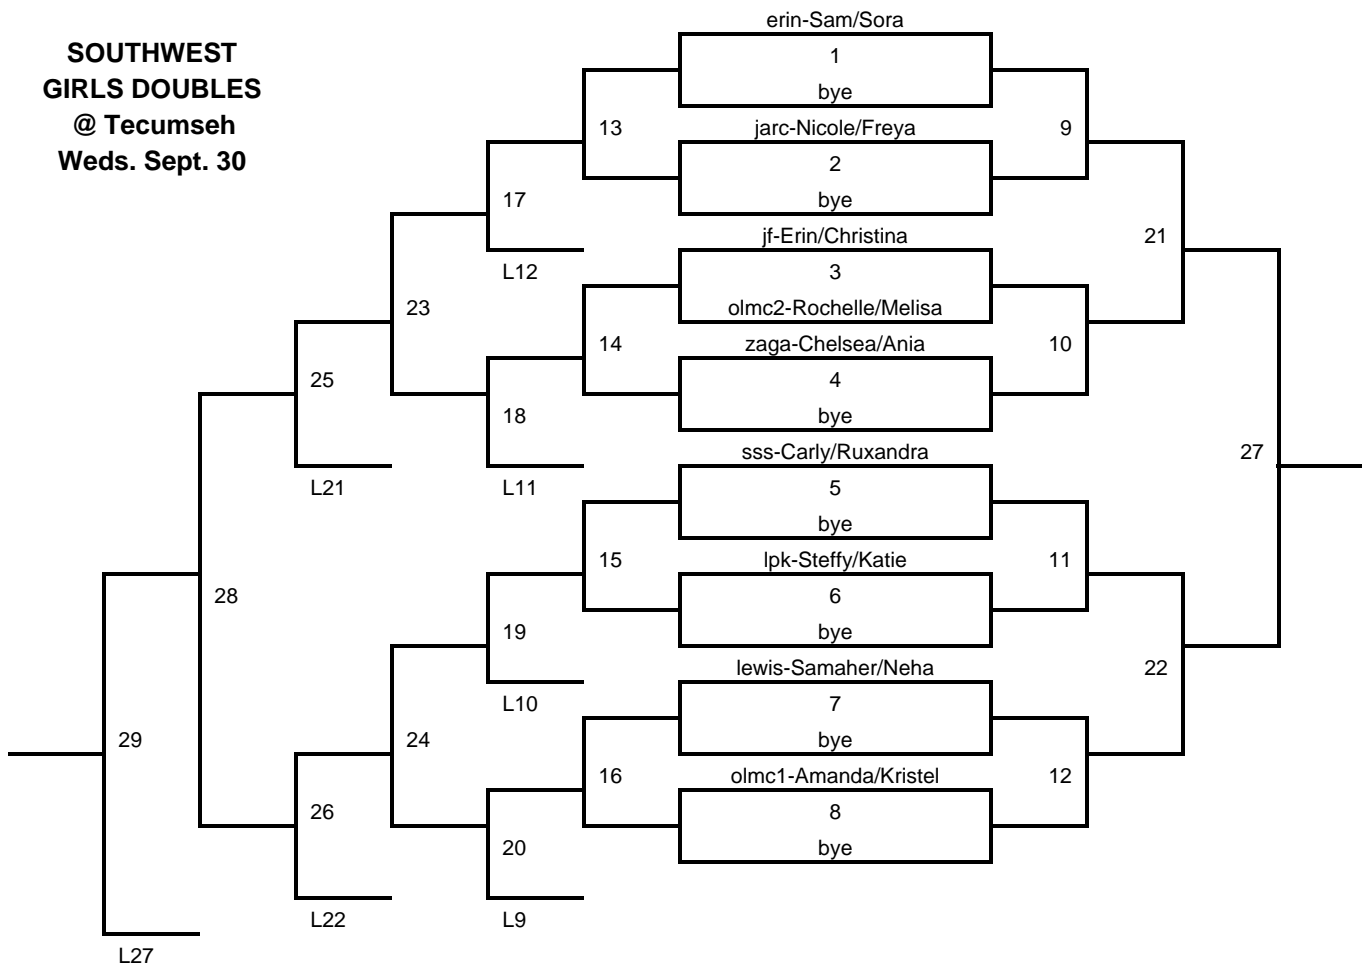 SOUTHWEST
GIRLS DOUBLES
@ Tecumseh
Weds. Sept. 30
erin-Sam/Sora
1
bye
13
jarc-Nicole/Freya
9
2
bye
17
jf-Erin/Christina
21
L12
3
23
olmc2-Rochelle/Melisa
14
zaga-Chelsea/Ania
10
25
4
18
bye
sss-Carly/Ruxandra
27
L21
L11
5
bye
15
lpk-Steffy/Katie
11
28
6
19
bye
lewis-Samaher/Neha
22
L10
7
29
24
bye
16
olmc1-Amanda/Kristel
12
26
8
20
bye
L22
L9
L27